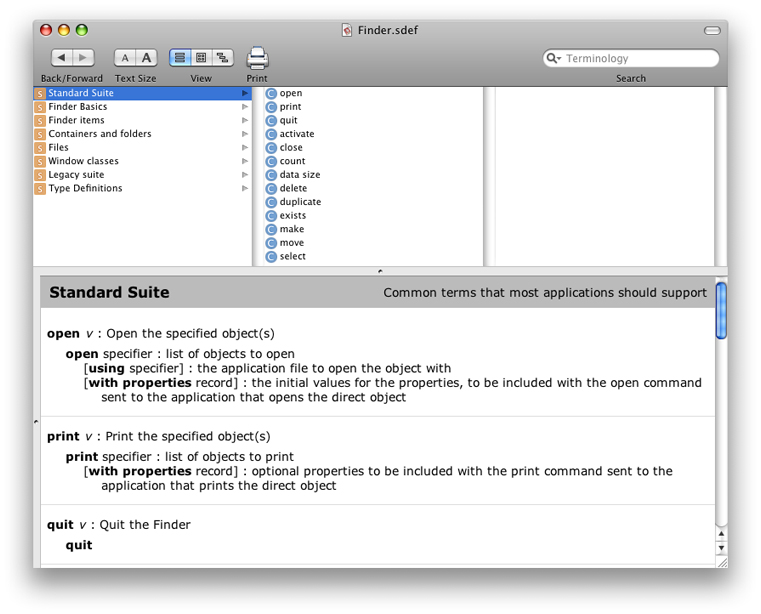 Finder.sdef
A A
Terminology
Back/Forward Text Size View Print Search
S Standard Suite
S Finder Basics
S Finder items
S Containers and folders
S Files
S Window classes
S Legacy suite
S Type Definitions
C open
C print
C quit
C activate
C close
C count
C data size
C delete
C duplicate
C exists
C make
C move
C select
Standard Suite Common terms that most applications should support
open v : Open the specified object(s)
open specifier : list of objects to open
[using specifier] : the application file to open the object with
[with properties record] : the initial values for the properties, to be included with the open command
sent to the application that opens the direct object
print v : Print the specified object(s)
print specifier : list of objects to print
[with properties record] : optional properties to be included with the print command sent to the
application that prints the direct object
quit v : Quit the Finder
quit